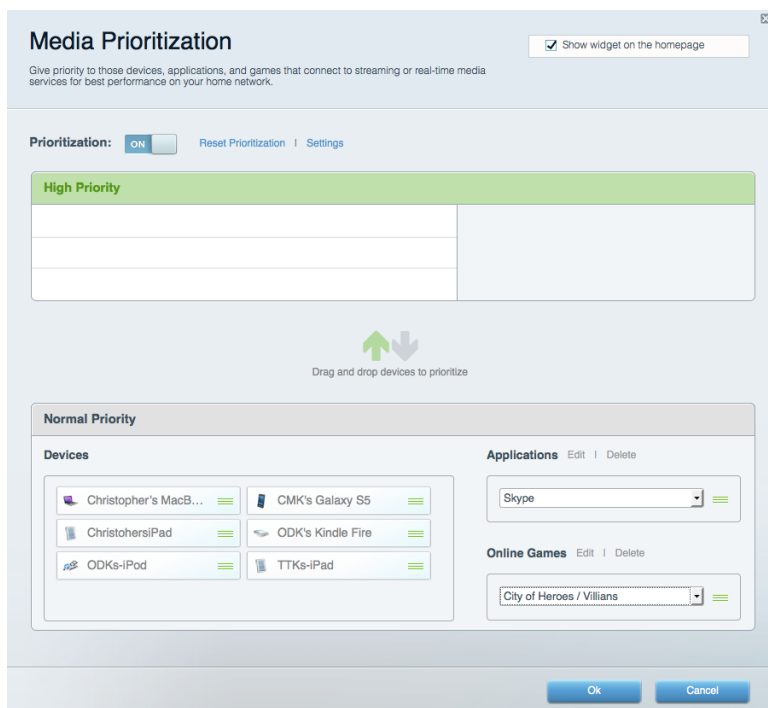 Media Prioritization
Show widget on the homepage
Give priority to those devices, applications, and games that connect to streaming or real-time media
services for best performance on your home network.
Prioritization: ON Reset Prioritization | Settings
High Priority
Drag and drop devices to prioritize
Normal Priority
Devices
Christopher's MacB...
CMK's Galaxy S5
ChristohersiPad
ODK's Kindle Fire
ODKs-iPod
TTKs-iPad
Applications Edit | Delete
Skype
Online Games Edit | Delete
City of Heroes / Villians
Ok
Cancel